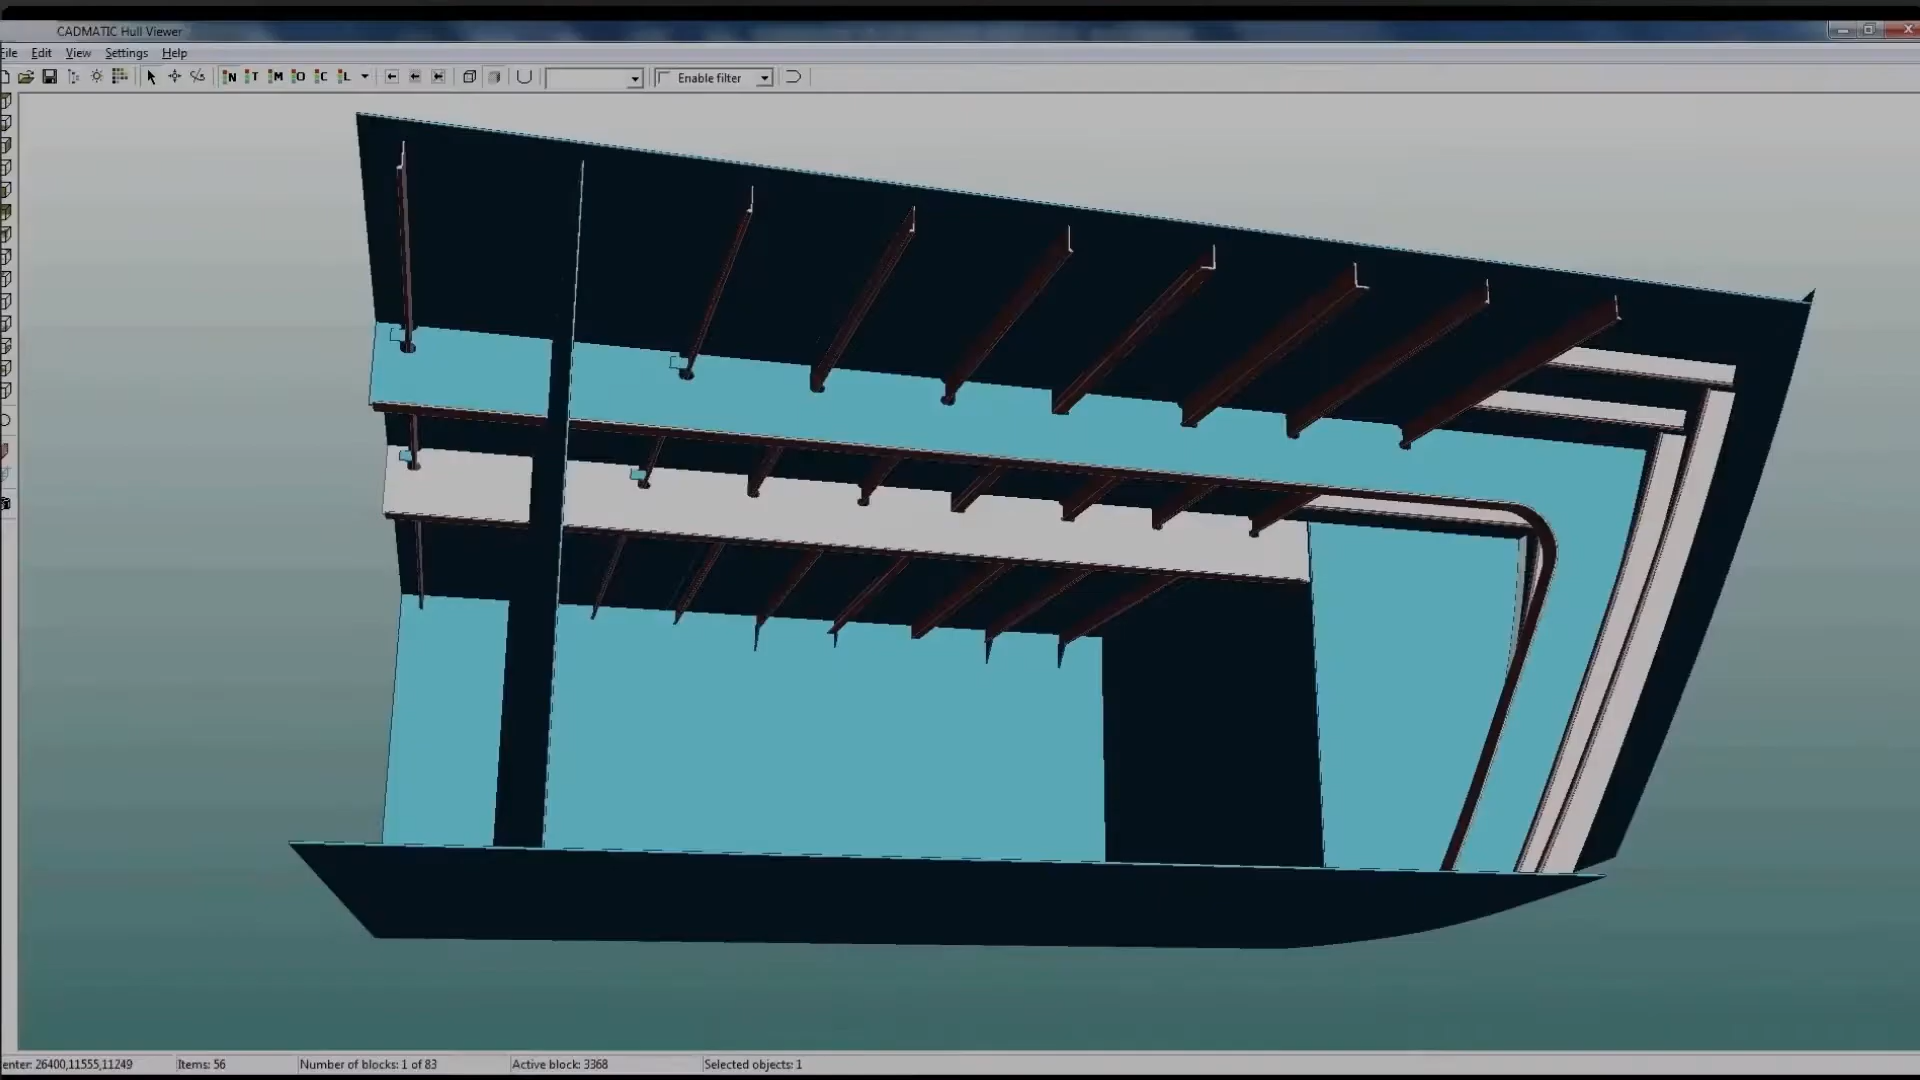 CADMATIC Hull Viewer
File Edit View Settings Help
N T M O C L Enable filter
enter: 26400,11555,11249 Items: 56 Number of blocks: 1 of 83 Active block: 3368 Selected objects: 1